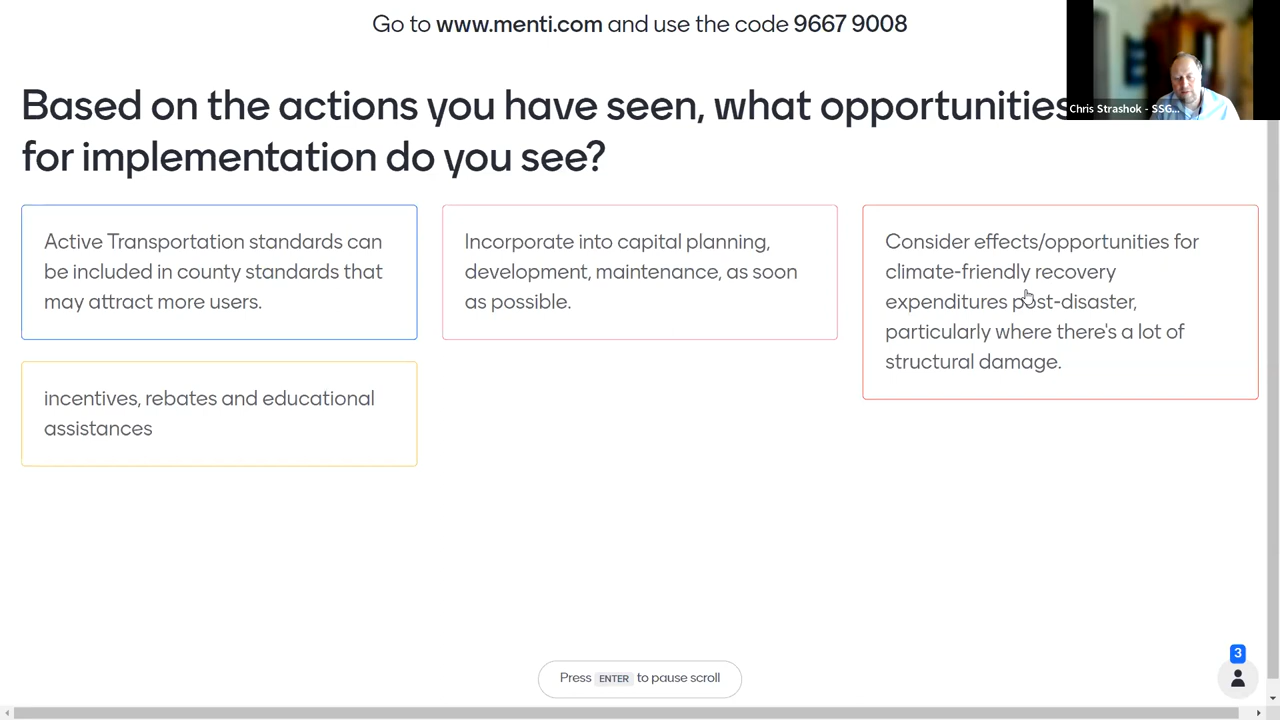 Go to www.menti.com and use the code 9667 9008
Chris Strashok - SSG...
Based on the actions you have seen, what opportunities
for implementation do you see?
Active Transportation standards can
be included in county standards that
may attract more users.
Incorporate into capital planning,
development, maintenance, as soon
as possible.
Consider effects/opportunities for
climate-friendly recovery
expenditures post-disaster,
particularly where there's a lot of
structural damage.
incentives, rebates and educational
assistances
3
Press ENTER to pause scroll